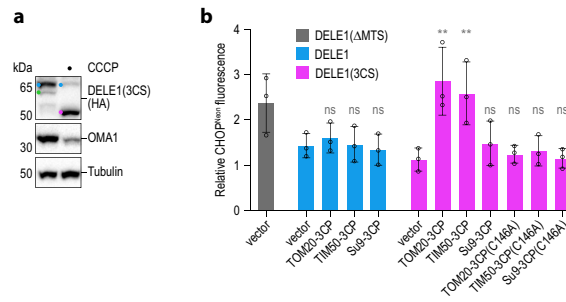 a
kDa
CCCP
65
50
DELE1(3CS)
(HA)
30
OMA1
50
Tubulin
b
Relative CHOPNeon fluorescence
4
3
2
1
0
DELE1(ΔMTS)
DELE1
DELE1(3CS)
ns ns ns ns ** ** ns ns ns ns
vector
vector
TOM20-3CP
TIM50-3CP
Su9-3CP
vector
TOM20-3CP
TIM50-3CP
Su9-3CP
TOM20-3CP(C146A)
TIM50-3CP(C146A)
Su9-3CP(C146A)